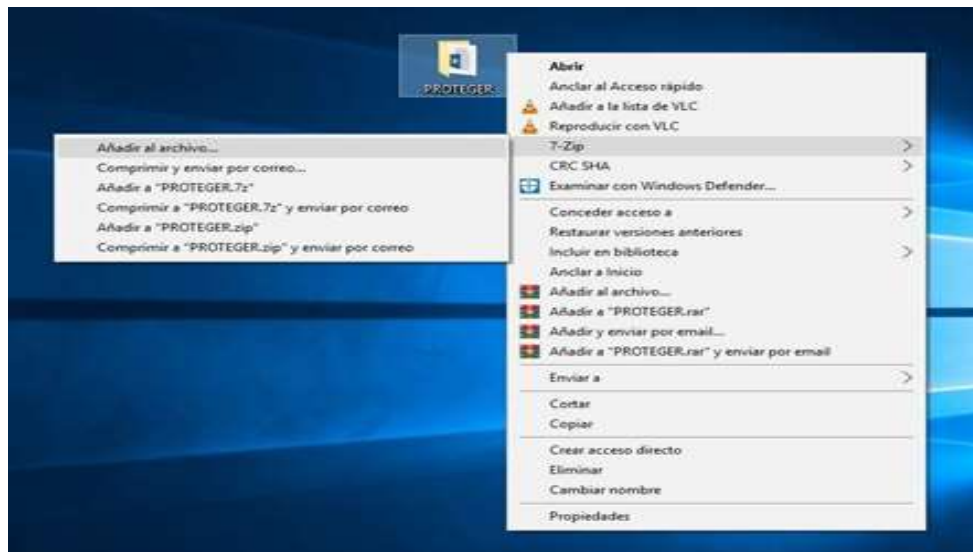 PROTEGER
Abrir
Anclar al Acceso rápido
Añadir a la lista de VLC
Reproducir con VLC
7-Zip
CRC SHA
Examinar con Windows Defender...
Conceder acceso a
Restaurar versiones anteriores
Incluir en biblioteca
Anclar a Inicio
Añadir al archivo...
Añadir a "PROTEGER.rar"
Añadir y enviar por email...
Añadir a "PROTEGER.rar" y enviar por email
Enviar a
Cortar
Copiar
Crear acceso directo
Eliminar
Cambiar nombre
Propiedades
Añadir al archivo...
Comprimir y enviar por correo...
Añadir a "PROTEGER.7z"
Comprimir a "PROTEGER.7z" y enviar por correo
Añadir a "PROTEGER.zip"
Comprimir a "PROTEGER.zip" y enviar por correo